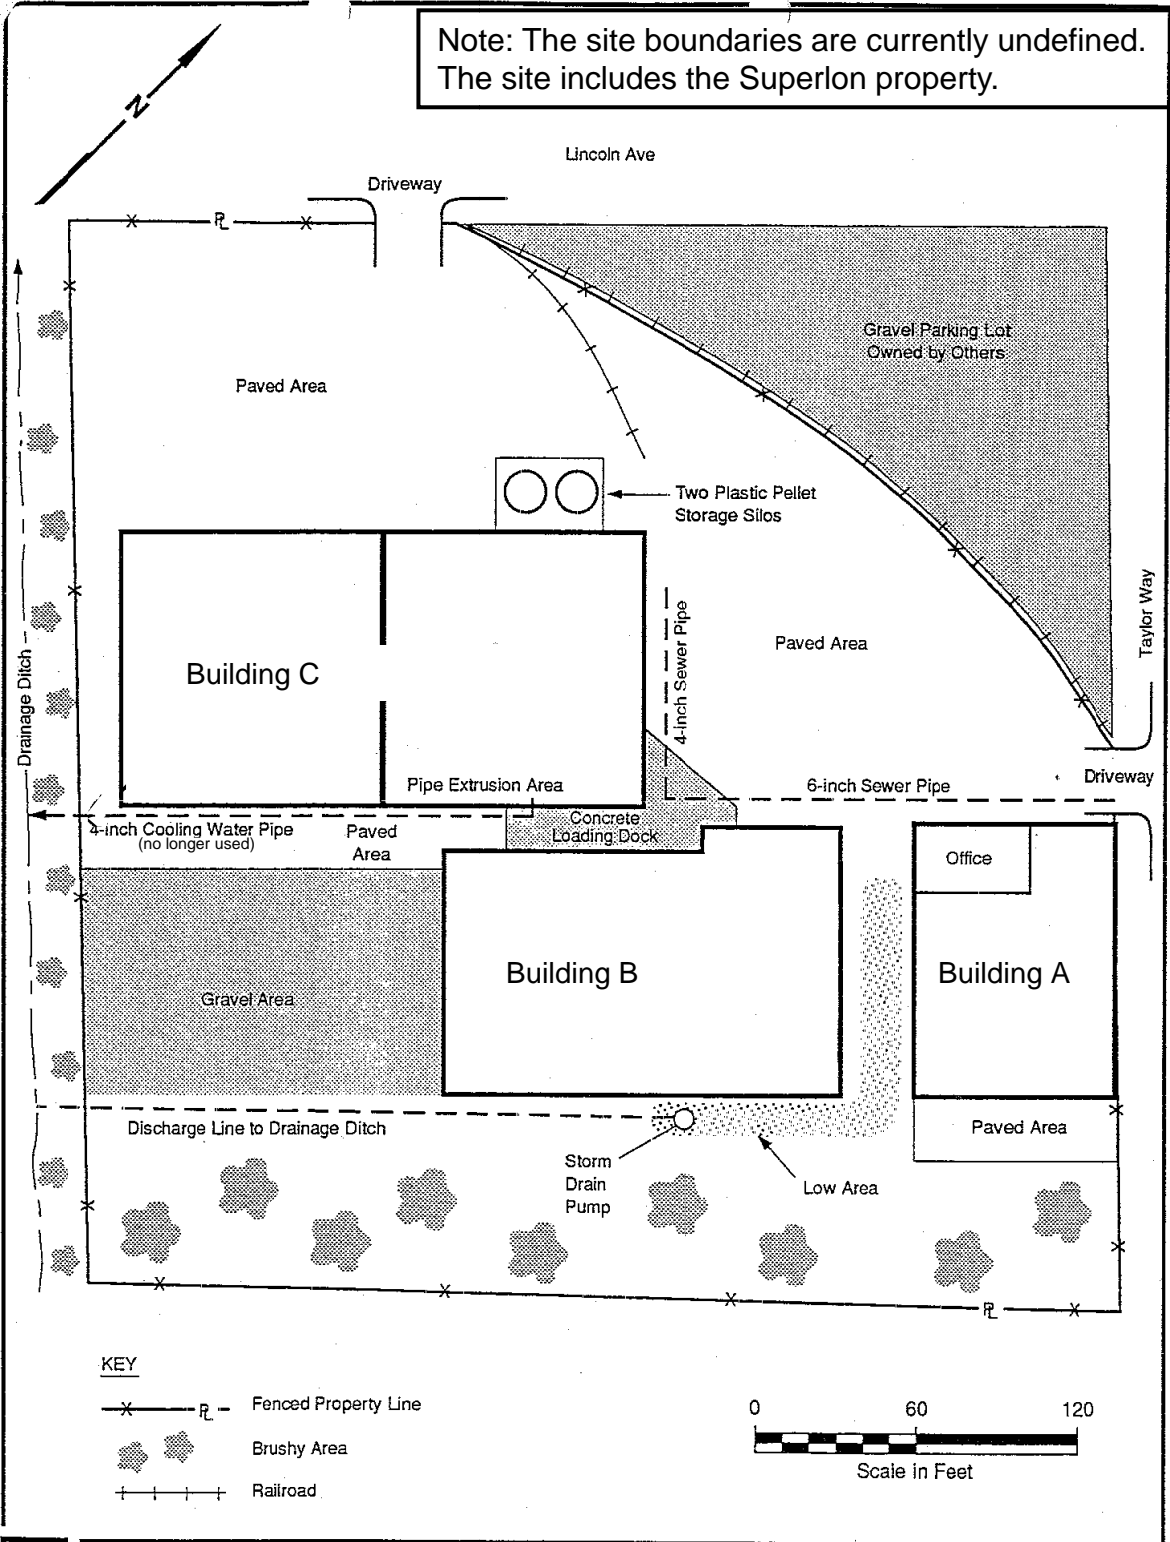 Note: The site boundaries are currently undefined.
The site includes the Superlon property.
N
Lincoln Ave
Driveway
PL
Gravel Parking Lot
Owned by Others
Paved Area
Two Plastic Pellet
Storage Silos
Taylor Way
4-inch Sewer Pipe
Paved Area
Building C
Drainage Ditch
Pipe Extrusion Area
6-inch Sewer Pipe
Driveway
4-inch Cooling Water Pipe
(no longer used)
Paved
Area
Concrete
Loading Dock
Office
Building B
Building A
Gravel Area
Discharge Line to Drainage Ditch
Paved Area
Storm
Drain
Pump
Low Area
PL
KEY
PL
Fenced Property Line
Brushy Area
Railroad
0 60 120
Scale in Feet